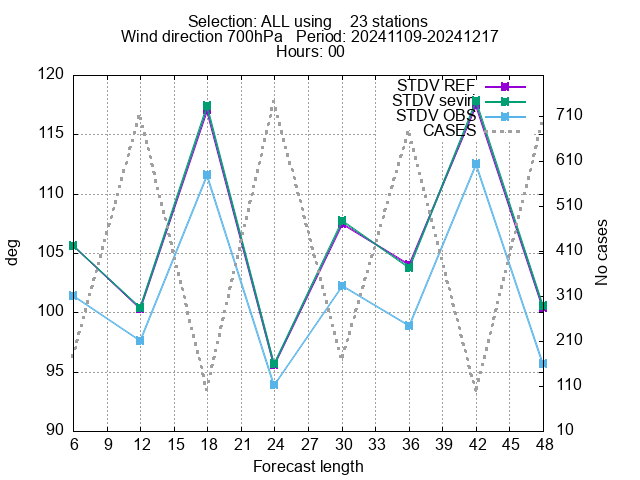 Selection: ALL using 23 stations
Wind direction 700hPa Period: 20241109-20241217
Hours: 00
STDV REF
STDV seviri
STDV OBS
CASES
120
115
110
105
100
95
90
deg
710
610
510
410
310
210
110
10
No cases
6 9 12 15 18 21 24 27 30 33 36 39 42 45 48
Forecast length